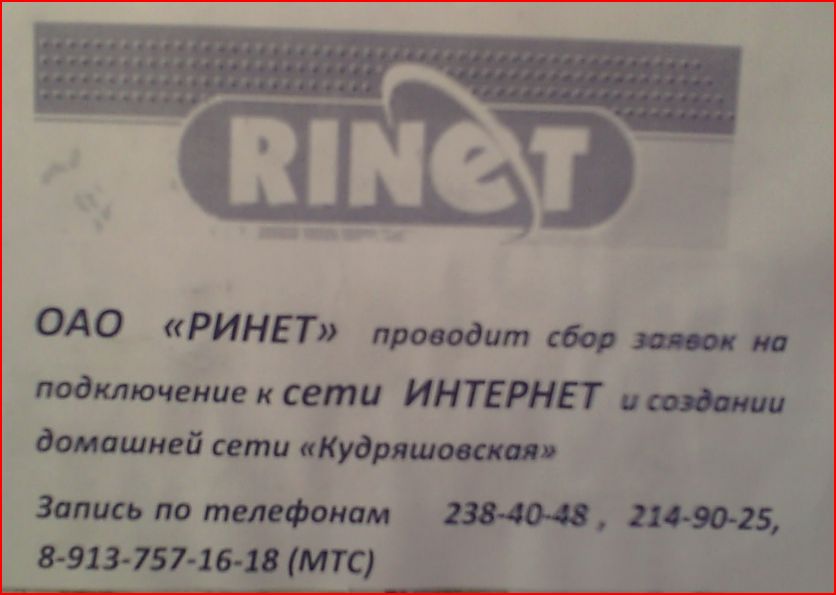 RINET
ОАО «РИНЕТ» проводит сбор заявок на
подключение к сети ИНТЕРНЕТ и создании
домашней сети «Кудряшовская»
Запись по телефонам 238-40-48 , 214-90-25,
8-913-757-16-18 (МТС)